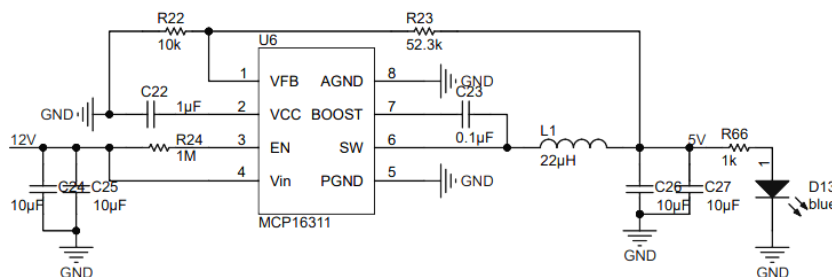 R22
10k
R23
52.3k
U6
1 VFB AGND 8 GND
C22
1µF
GND
2 VCC BOOST 7
C23
0.1µF
12V
R24
1M
3 EN SW 6
L1
22µH
5V
R66
1k
4 Vin PGND 5 GND
MCP16311
C24
10µF
C25
10µF
GND
C26
10µF
C27
10µF
GND
1
D13
blue
GND